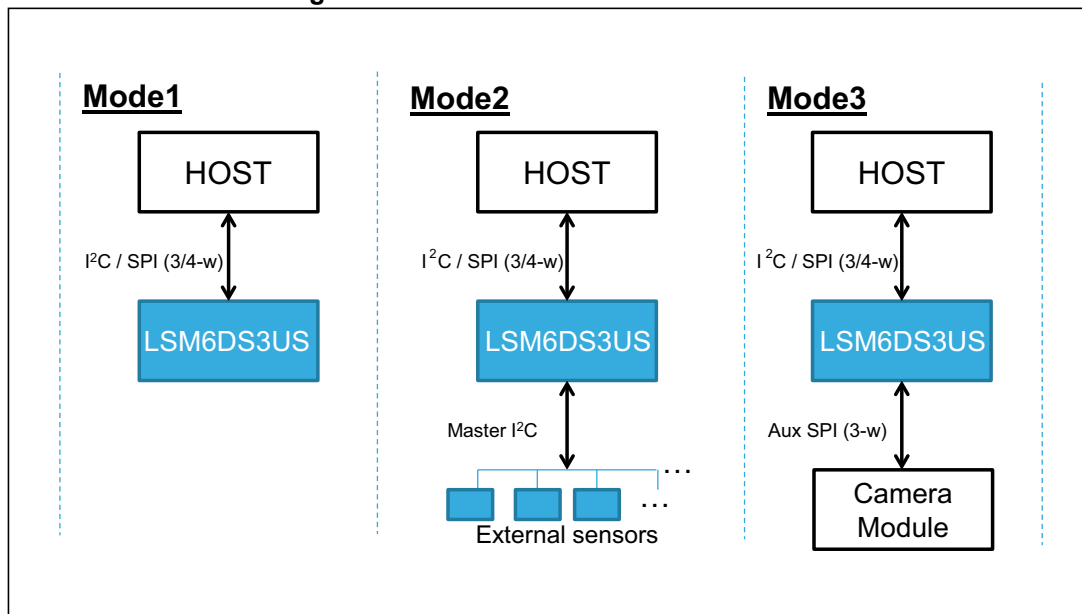 Mode1
HOST
I²C / SPI (3/4-w)
LSM6DS3US
Mode2
HOST
I²C / SPI (3/4-w)
LSM6DS3US
Master I²C
...
...
External sensors
Mode3
HOST
I²C / SPI (3/4-w)
LSM6DS3US
Aux SPI (3-w)
Camera
Module